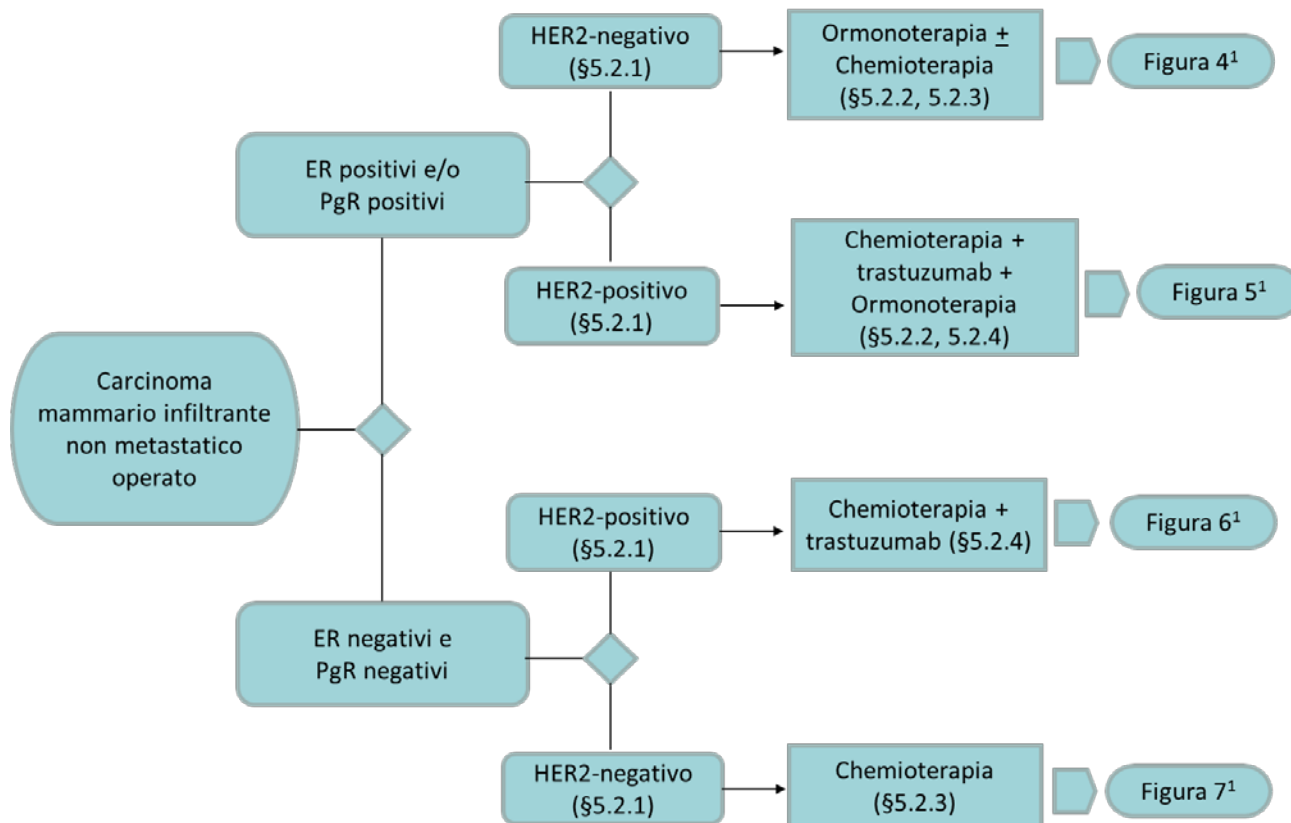 HER2-negativo
(§5.2.1)
Ormonoterapia ±
Chemioterapia
(§5.2.2, 5.2.3)
Figura 4¹
ER positivi e/o
PgR positivi
HER2-positivo
(§5.2.1)
Chemioterapia +
trastuzumab +
Ormonoterapia
(§5.2.2, 5.2.4)
Figura 5¹
Carcinoma
mammario infiltrante
non metastatico
operato
HER2-positivo
(§5.2.1)
Chemioterapia +
trastuzumab (§5.2.4)
Figura 6¹
ER negativi e
PgR negativi
HER2-negativo
(§5.2.1)
Chemioterapia
(§5.2.3)
Figura 7¹